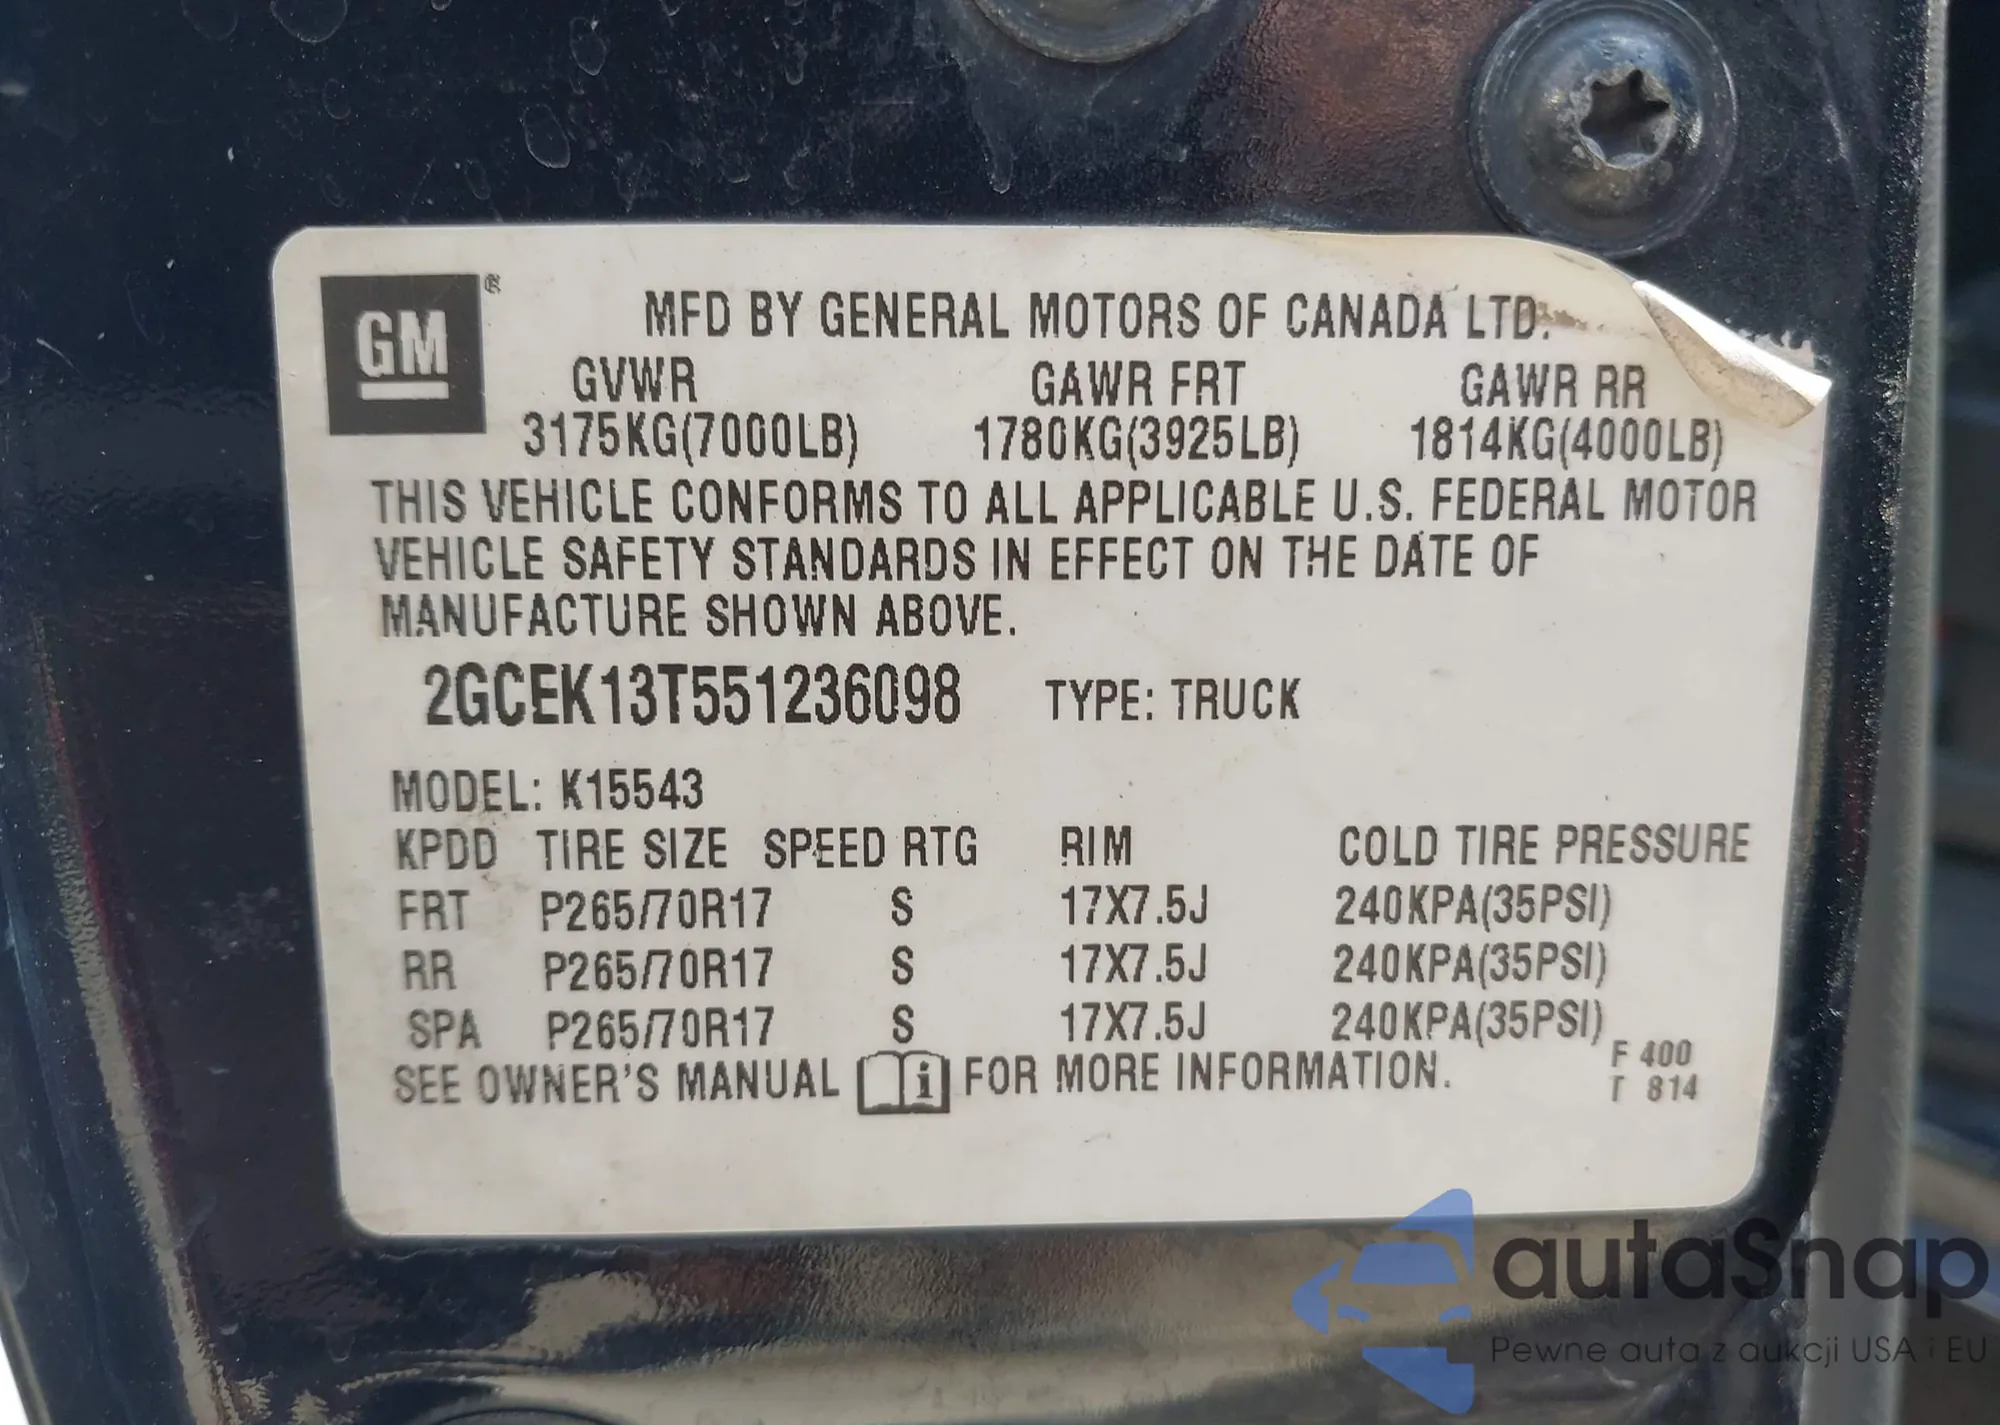 GM®
MFD BY GENERAL MOTORS OF CANADA LTD.
GVWR GAWR FRT GAWR RR
3175KG(7000LB) 1780KG(3925LB) 1814KG(4000LB)
THIS VEHICLE CONFORMS TO ALL APPLICABLE U.S. FEDERAL MOTOR
VEHICLE SAFETY STANDARDS IN EFFECT ON THE DATE OF
MANUFACTURE SHOWN ABOVE.
2GCEK13T551236098 TYPE: TRUCK
MODEL: K15543
KPDD TIRE SIZE SPEED RTG RIM COLD TIRE PRESSURE
FRT P265/70R17 S 17X7.5J 240KPA(35PSI)
RR P265/70R17 S 17X7.5J 240KPA(35PSI)
SPA P265/70R17 S 17X7.5J 240KPA(35PSI)
SEE OWNER'S MANUAL i FOR MORE INFORMATION.
F 400
T 814
autaSnap
Pewne auta z aukcji USA i EU